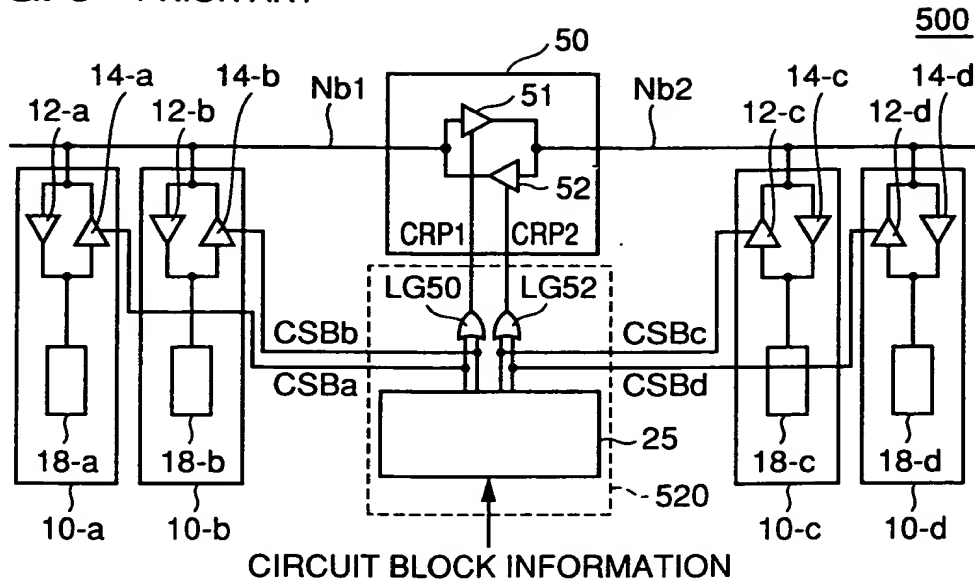 PRIOR ART
500
50
14-a
14-b
14-c
14-d
12-a
12-b
Nb1
51
Nb2
12-c
12-d
52
CRP1
CRP2
LG50
LG52
CSBb
CSBc
CSBa
CSBd
25
18-a
18-b
18-c
18-d
520
10-a
10-b
10-c
10-d
CIRCUIT BLOCK INFORMATION